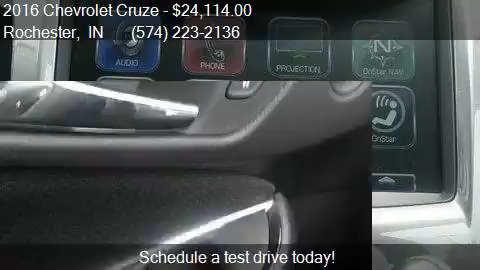 2016 Chevrolet Cruze - $24,114.00
Rochester, IN (574) 223-2136
AUDIO PHONE PROJECTION OnStar NAV
OnStar
Schedule a test drive today!